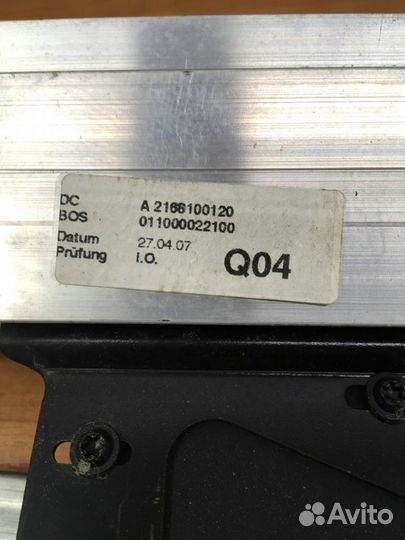 DC A 2168100120
BOS 011000022100
Datum 27.04.07
Prüfung I.O. Q04
Avito